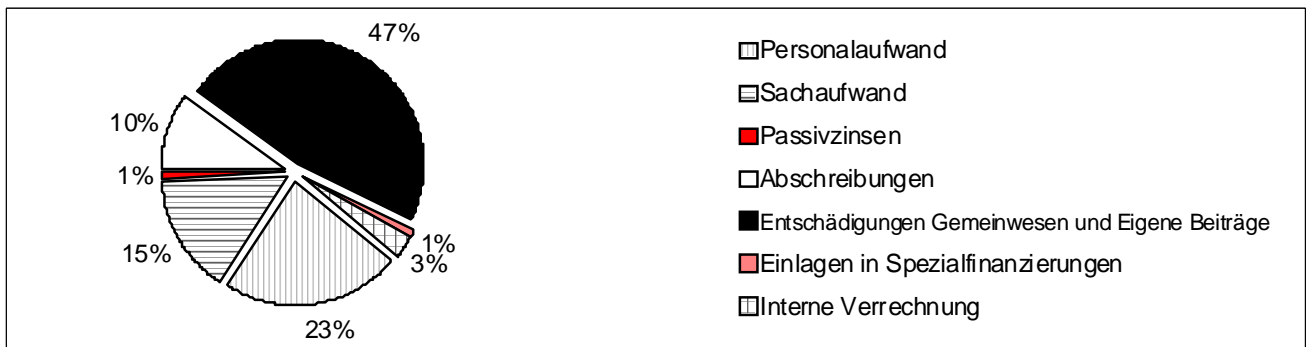 47%
10%
1%
15%
23%
1%
3%
Personalaufwand
Sachaufwand
Passivzinsen
Abschreibungen
Entschädigungen Gemeinwesen und Eigene Beiträge
Einlagen in Spezialfinanzierungen
Interne Verrechnung